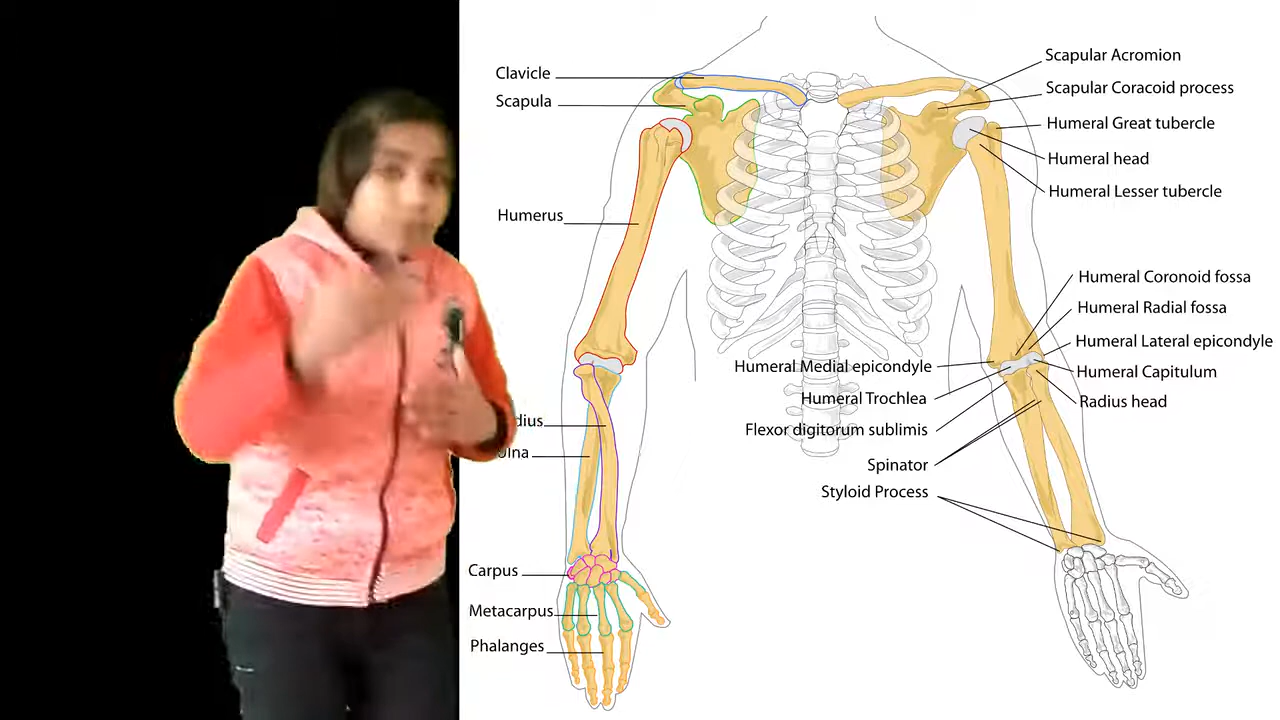 Clavicle
Scapula
Humerus
dius
Ulna
Carpus
Metacarpus
Phalanges
Scapular Acromion
Scapular Coracoid process
Humeral Great tubercle
Humeral head
Humeral Lesser tubercle
Humeral Coronoid fossa
Humeral Radial fossa
Humeral Lateral epicondyle
Humeral Capitulum
Radius head
Humeral Medial epicondyle
Humeral Trochlea
Flexor digitorum sublimis
Spinator
Styloid Process